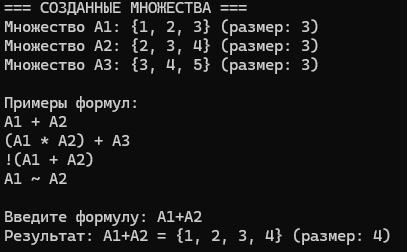 === СОЗДАННЫЕ МНОЖЕСТВА ===
Множество A1: {1, 2, 3} (размер: 3)
Множество A2: {2, 3, 4} (размер: 3)
Множество A3: {3, 4, 5} (размер: 3)
Примеры формул:
A1 + A2
(A1 * A2) + A3
!(A1 + A2)
A1 ~ A2
Введите формулу: A1+A2
Результат: A1+A2 = {1, 2, 3, 4} (размер: 4)